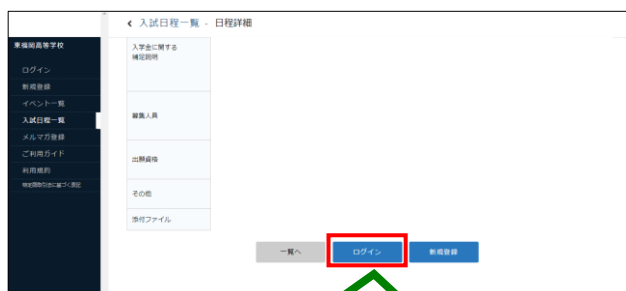 入試日程一覧 - 日程詳細
東福岡高等学校
ログイン
新規登録
イベント一覧
入試日程一覧
メルマガ登録
ご利用ガイド
利用規約
特定商取引法に基づく表記
入学金に関する
補足説明
募集人員
出願資格
その他
添付ファイル
一覧へ
ログイン
新規登録